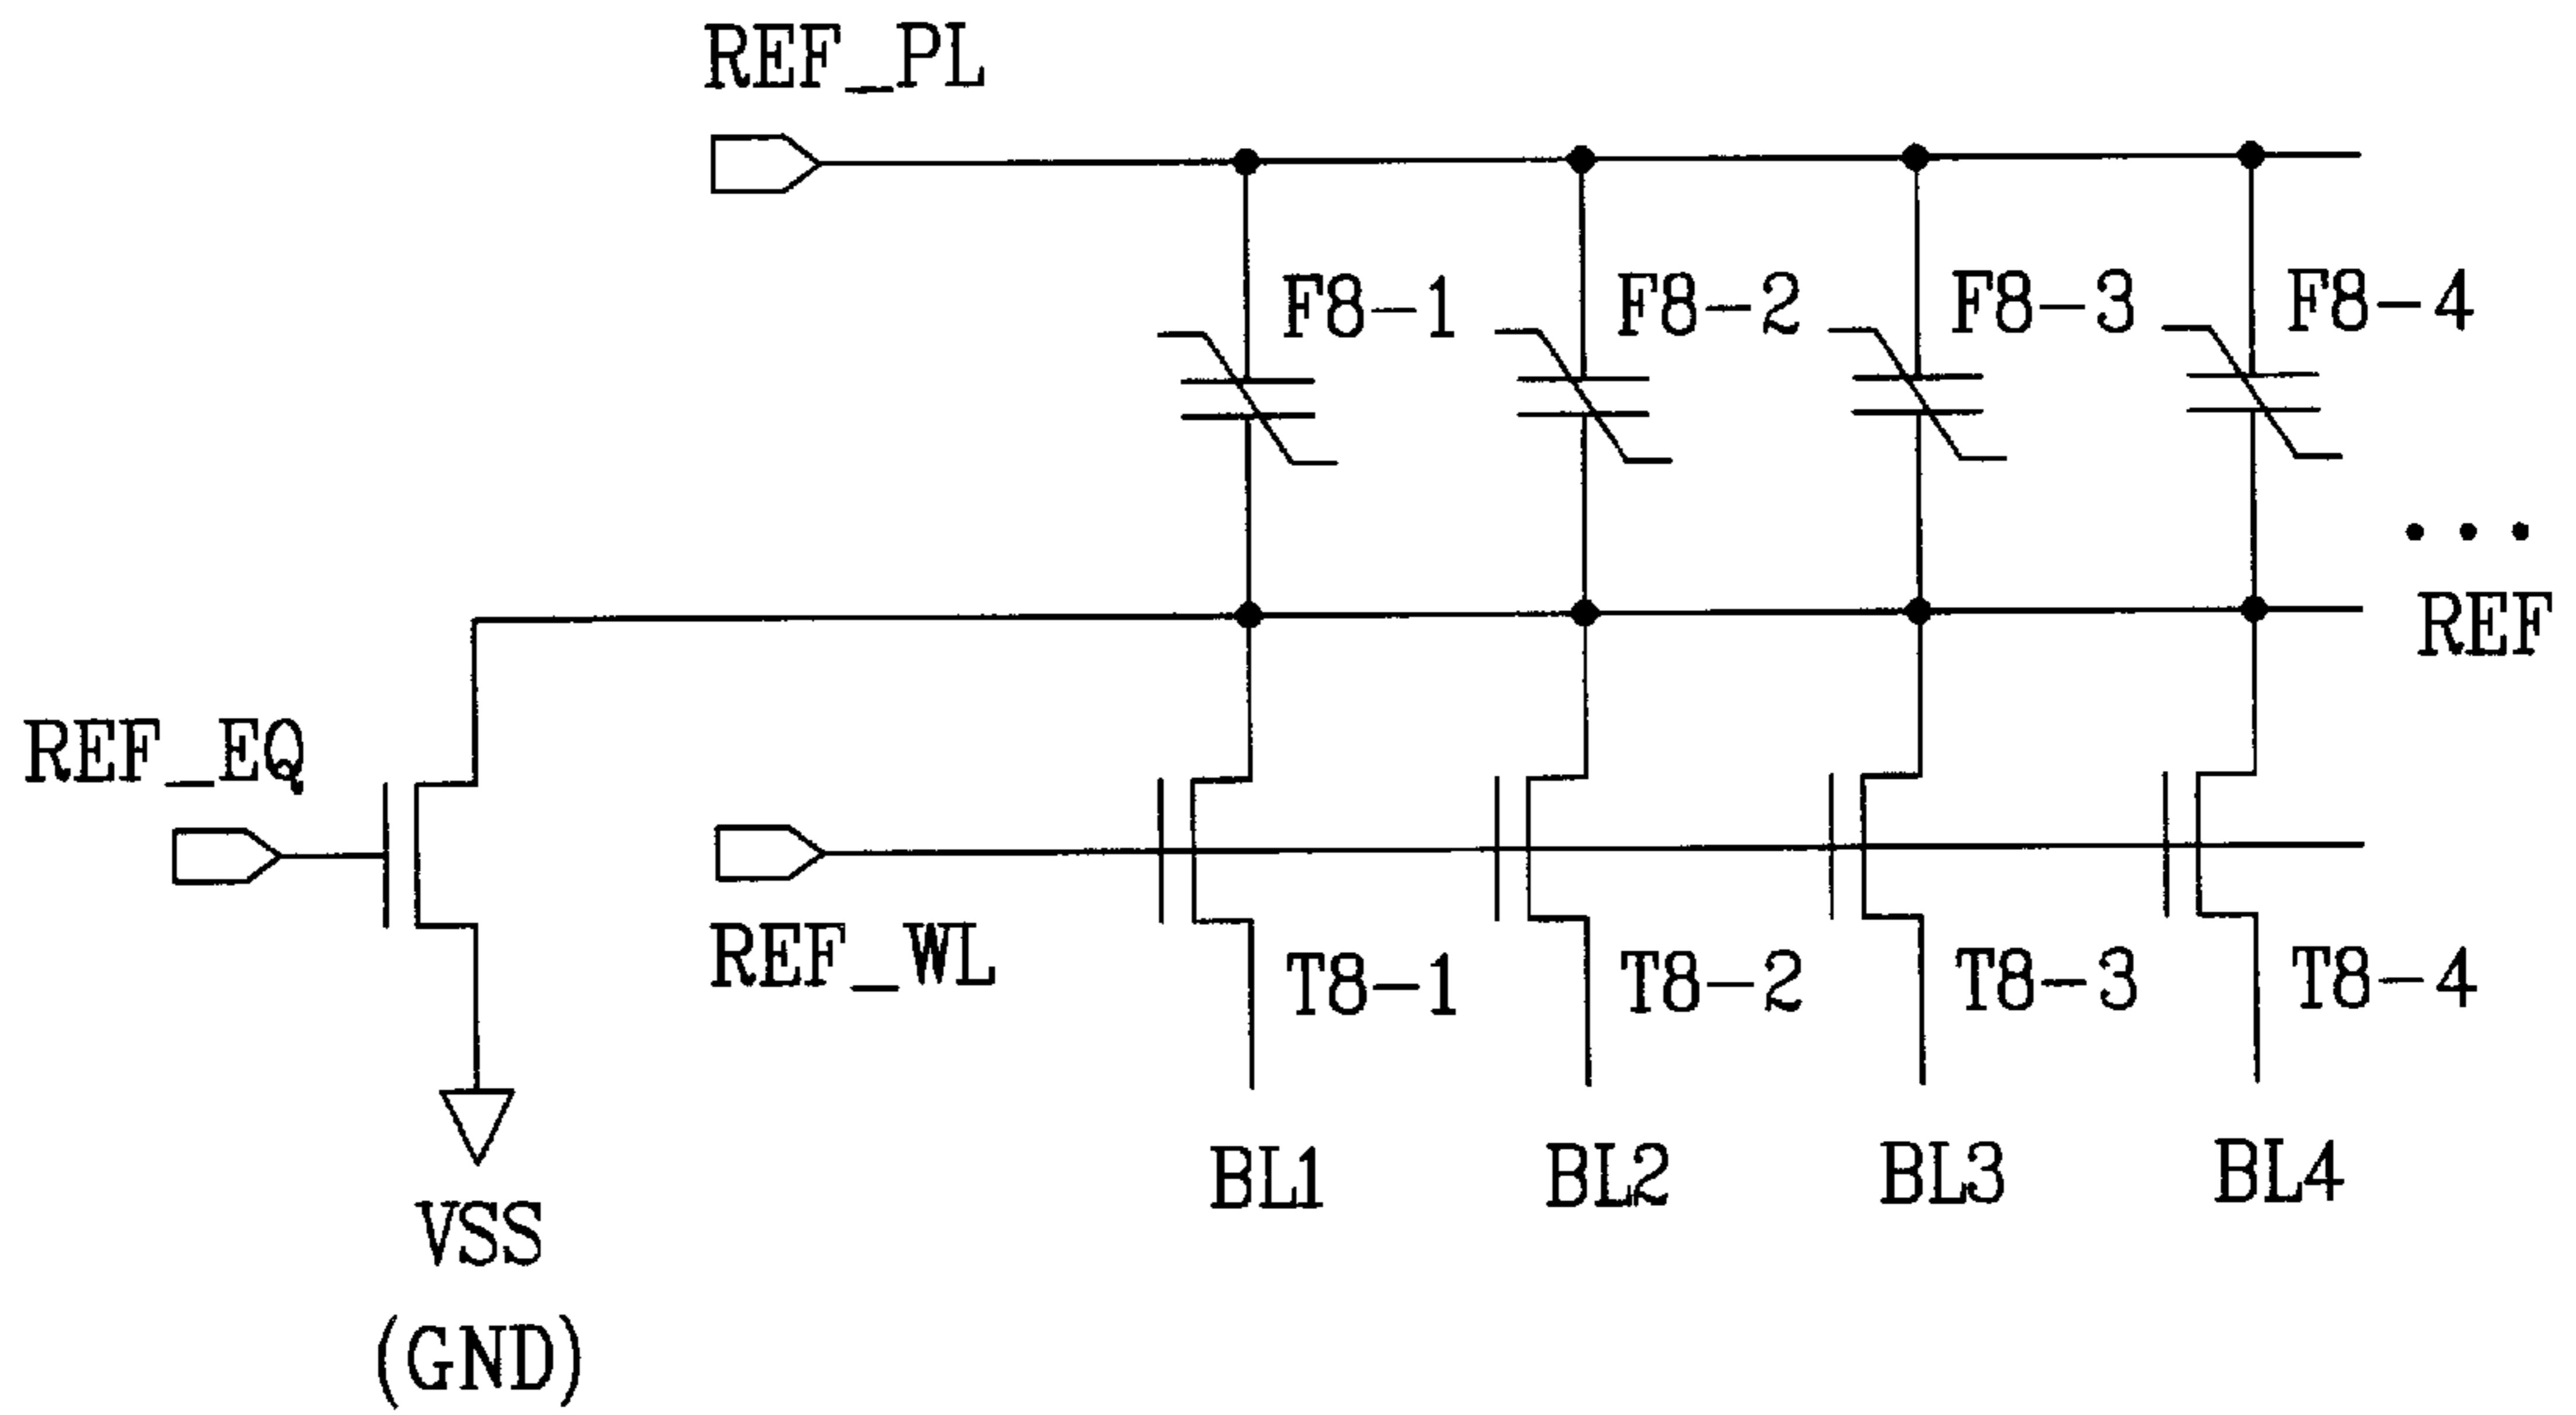 REF_PL
F8-1 F8-2 F8-3 F8-4
...
REF
REF_EQ
REF_WL
T8-1 T8-2 T8-3 T8-4
BL1 BL2 BL3 BL4
VSS
(GND)